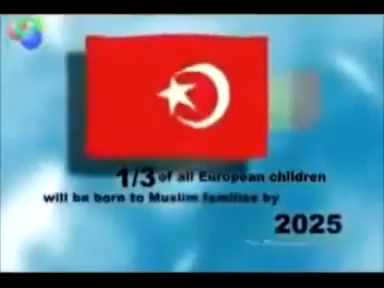 1/3 of all European children
will be born to Muslim families by
2025